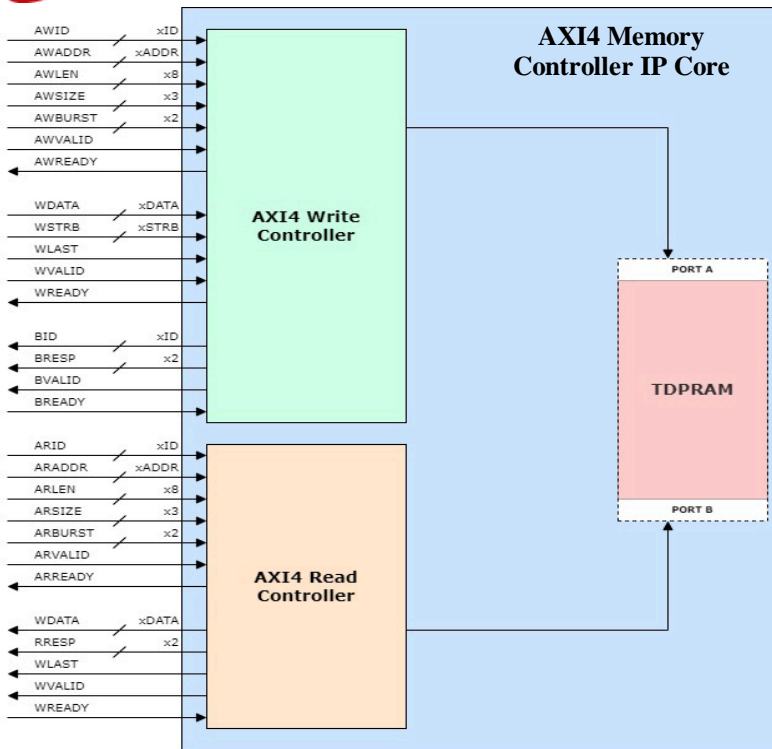 AXI4 Memory
Controller IP Core
AWID xID
AWADDR xADDR
AWLEN x8
AWSIZE x3
AWBURST x2
AWVALID
AWREADY
WDATA xDATA
WSTRB xSTRB
WLAST
WVALID
WREADY
BID xID
BRESP x2
BVALID
BREADY
AXI4 Write
Controller
ARID xID
ARADDR xADDR
ARLEN x8
ARSIZE x3
ARBURST x2
ARVALID
ARREADY
WDATA xDATA
RRESP x2
WLAST
WVALID
WREADY
AXI4 Read
Controller
PORT A
TDPRAM
PORT B